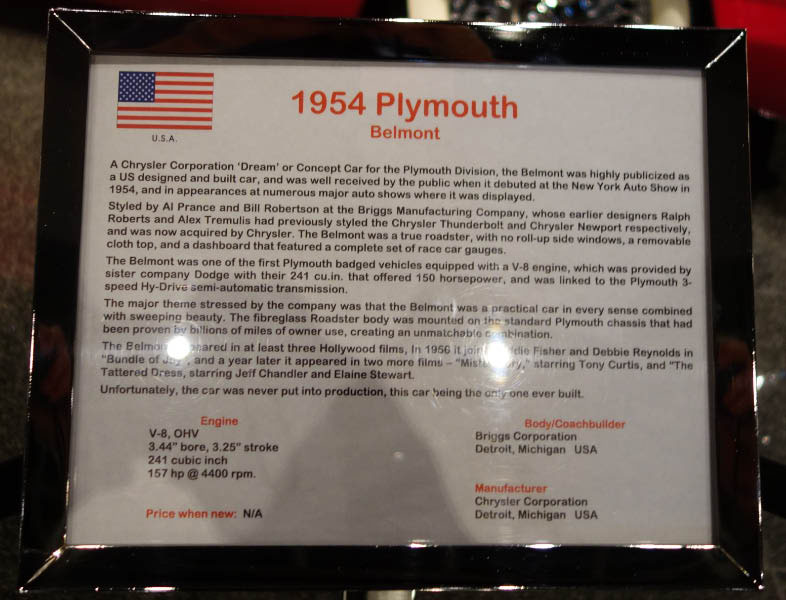 1954 Plymouth
Belmont
U.S.A.
A Chrysler Corporation 'Dream' or Concept Car for the Plymouth Division, the Belmont was highly publicized as
a US designed and built car, and was well received by the public when it debuted at the New York Auto Show in
1954, and in appearances at numerous major auto shows where it was displayed.
Styled by Al Prance and Bill Robertson at the Briggs Manufacturing Company, whose earlier designers Ralph
Roberts and Alex Tremulis had previously styled the Chrysler Thunderbolt and Chrysler Newport respectively,
and was now acquired by Chrysler. The Belmont was a true roadster, with no roll-up side windows, a removable
cloth top, and a dashboard that featured a complete set of race car gauges.
The Belmont was one of the first Plymouth badged vehicles equipped with a V-8 engine, which was provided by
sister company Dodge with their 241 cu.in. that offered 150 horsepower, and was linked to the Plymouth 3-
speed Hy-Drive semi-automatic transmission.
The major theme stressed by the company was that the Belmont was a practical car in every sense combined
with sweeping beauty. The fibreglass Roadster body was mounted on the standard Plymouth chassis that had
been proven by billions of miles of owner use, creating an unmatchable combination.
The in at least three Hollywood films, In 1956 it Fisher and Debbie Reynolds in
"Bundle of and a year later it appeared in two more films – starring Tony Curtis, and "The
Tattered Dress, starring Jeff Chandler and Elaine Stewart.
Unfortunately, the car was never put into production, this car being the only one ever built.
Engine
V-8, OHV
3.44" bore, 3.25" stroke
241 cubic inch
157 hp @ 4400 rpm.
Price when new: N/A
Body/Coachbuilder
Briggs Corporation
Detroit, Michigan USA
Manufacturer
Chrysler Corporation
Detroit, Michigan USA